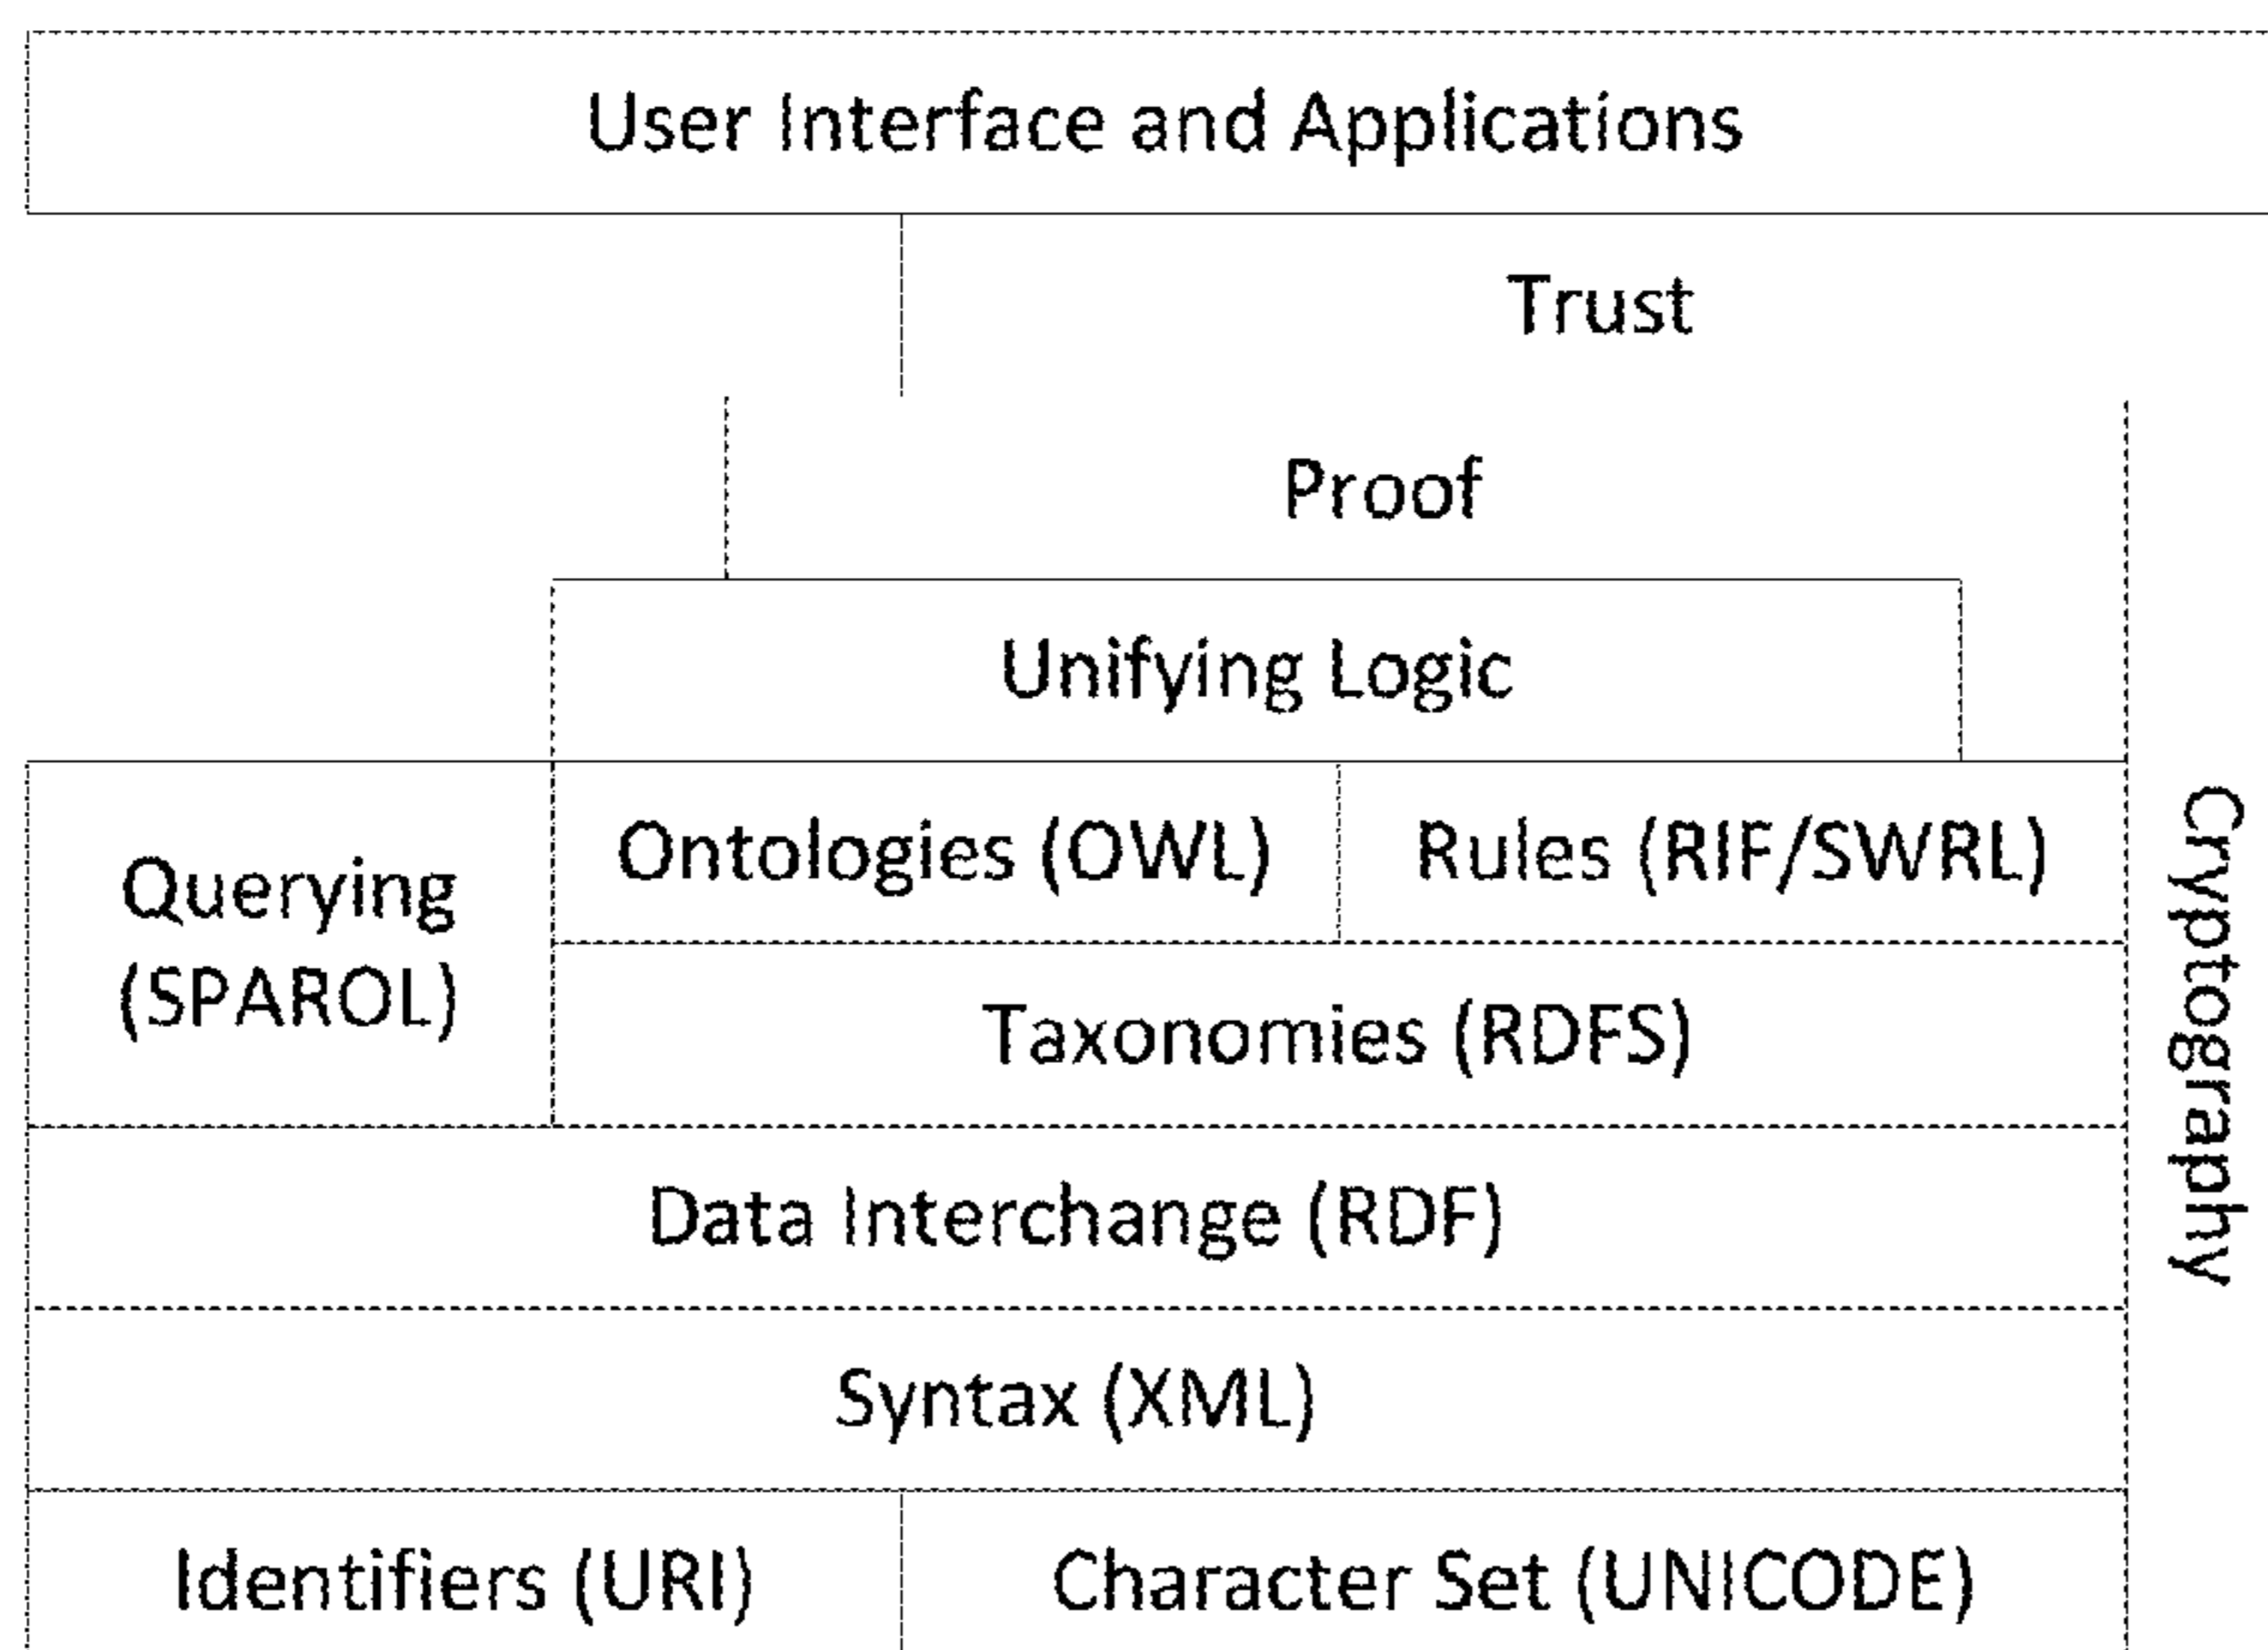 User Interface and Applications
Trust
Proof
Unifying Logic
Querying
(SPAROL)
Ontologies (OWL)
Rules (RIF/SWRL)
Taxonomies (RDFS)
Cryptography
Data Interchange (RDF)
Syntax (XML)
Identifiers (URI)
Character Set (UNICODE)